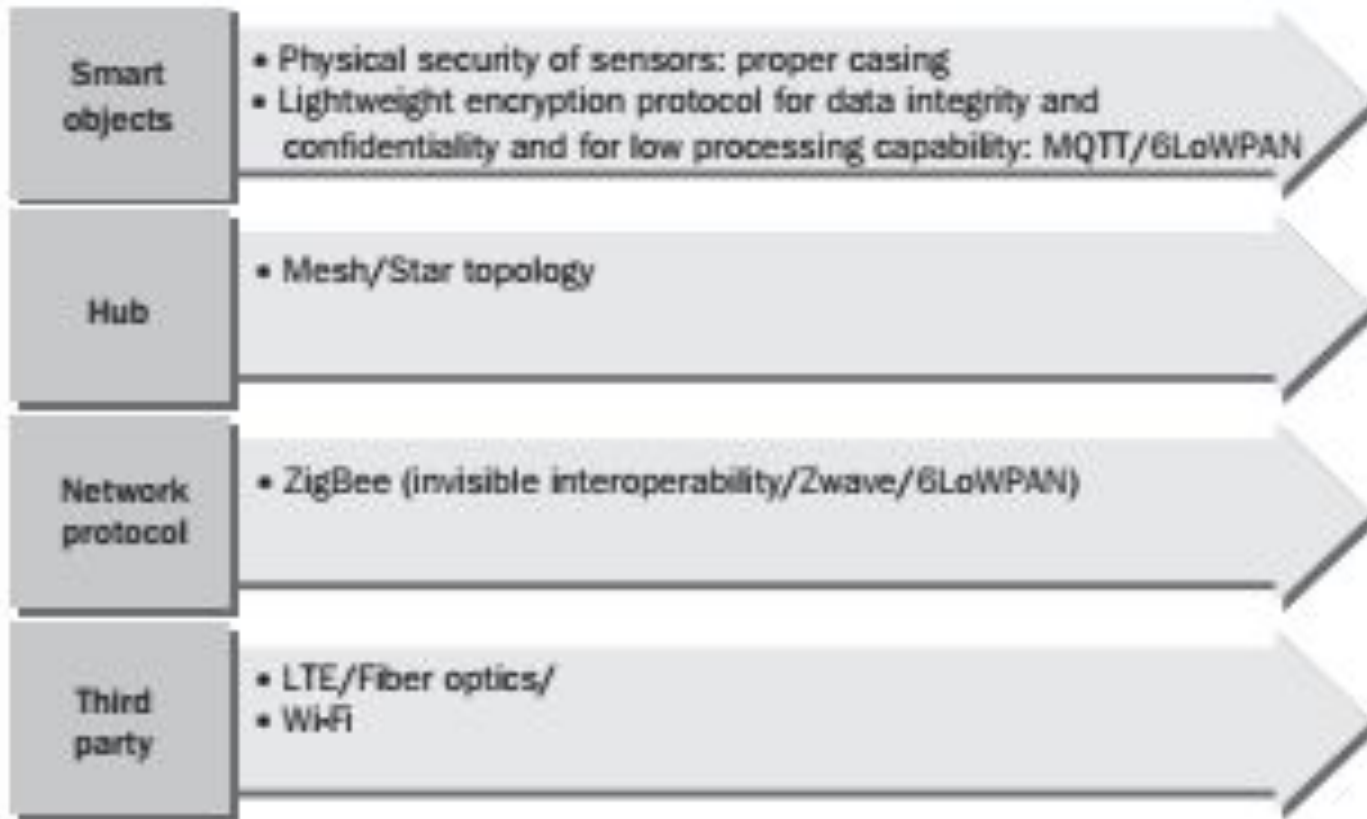 Smart
objects
• Physical security of sensors: proper casing
• Lightweight encryption protocol for data integrity and
confidentiality and for low processing capability: MQTT/6LoWPAN
Hub
• Mesh/Star topology
Network
protocol
• ZigBee (invisible interoperability/Zwave/6LoWPAN)
Third
party
• LTE/Fiber optics/
• Wi-Fi